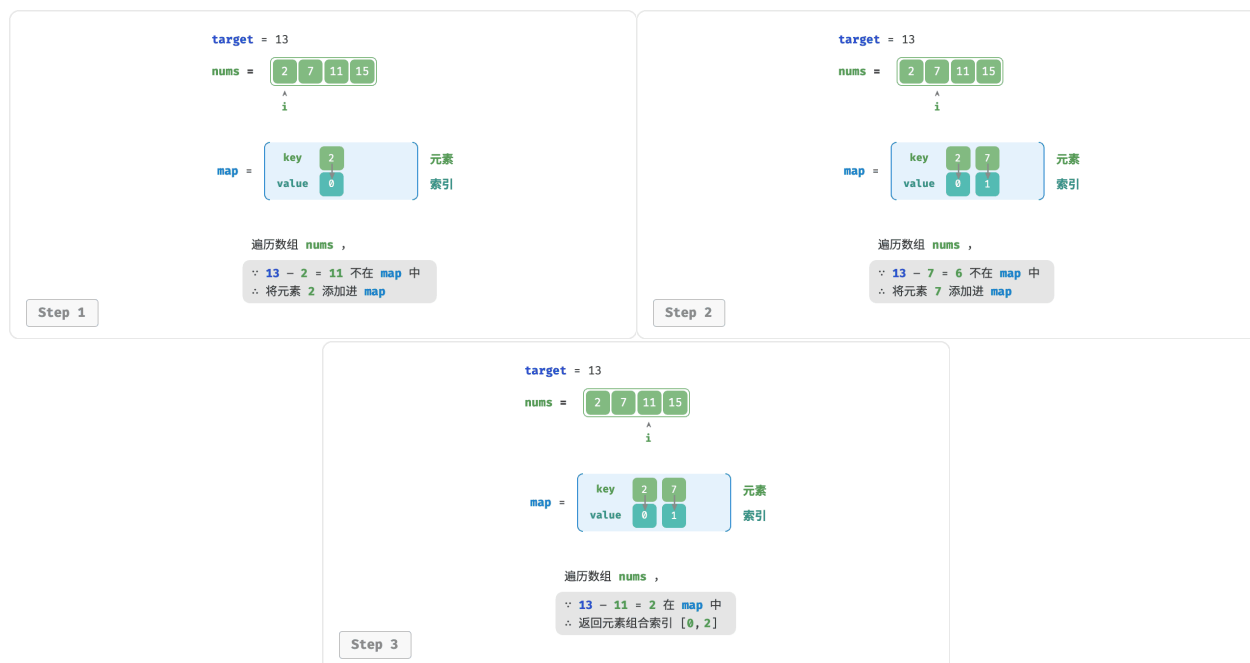 target = 13
nums = 2 7 11 15
i
map = key 2 元素
value 0 索引
遍历数组 nums ，
∵ 13 − 2 = 11 不在 map 中
∴ 将元素 2 添加进 map
Step 1
target = 13
nums = 2 7 11 15
i
map = key 2 7 元素
value 0 1 索引
遍历数组 nums ，
∵ 13 − 7 = 6 不在 map 中
∴ 将元素 7 添加进 map
Step 2
target = 13
nums = 2 7 11 15
i
map = key 2 7 元素
value 0 1 索引
遍历数组 nums ，
∵ 13 − 11 = 2 在 map 中
∴ 返回元素组合索引 [0,2]
Step 3